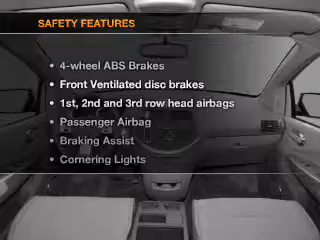 SAFETY FEATURES
• 4-wheel ABS Brakes
• Front Ventilated disc brakes
• 1st, 2nd and 3rd row head airbags
• Passenger Airbag
• Braking Assist
• Cornering Lights